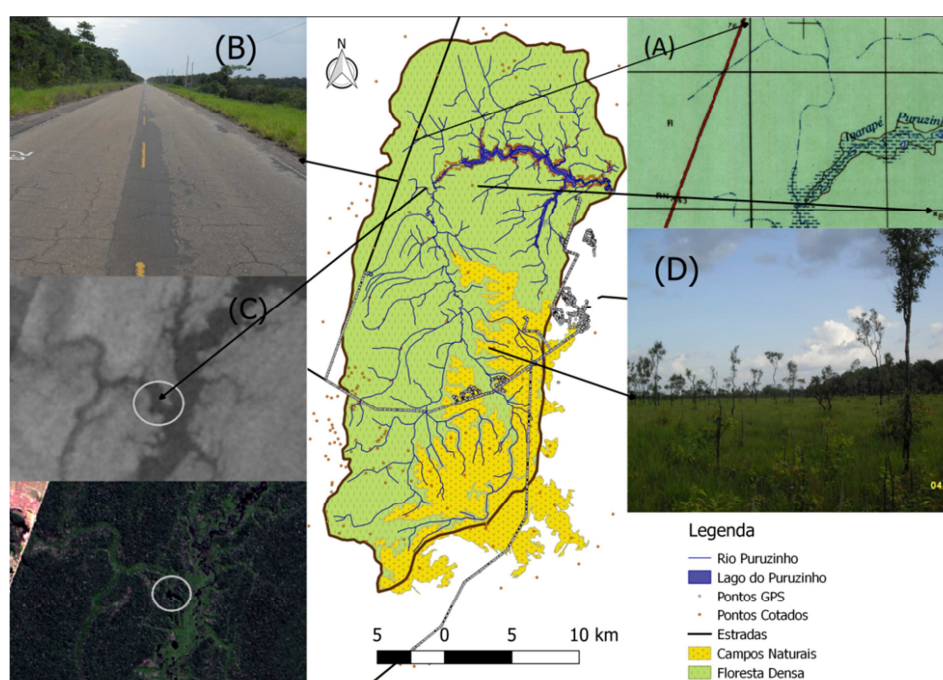 (B)
N
(A)
R
Igarapé
Puruzinho
(C)
(D)
04
Legenda
Rio Puruzinho
Lago do Puruzinho
Pontos GPS
Pontos Cotados
Estradas
Campos Naturais
Floresta Densa
5 0 5 10 km